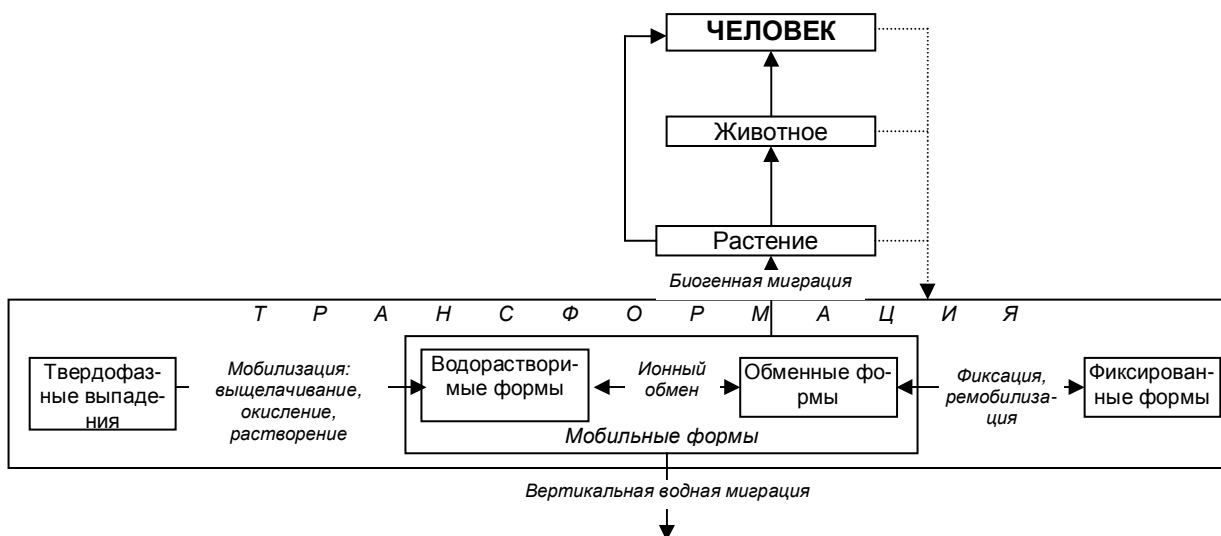 ЧЕЛОВЕК
Животное
Растение
Биогенная миграция
Т Р А Н С Ф О Р М А Ц И Я
Твердофаз-
ные выпаде-
ния
Мобилизация:
выщелачивание,
окисление,
растворение
Водораствори-
мые формы
Ионный
обмен
Обменные фо-
рмы
Фиксация,
ремобилиза-
ция
Фиксирован-
ные формы
Мобильные формы
Вертикальная водная миграция